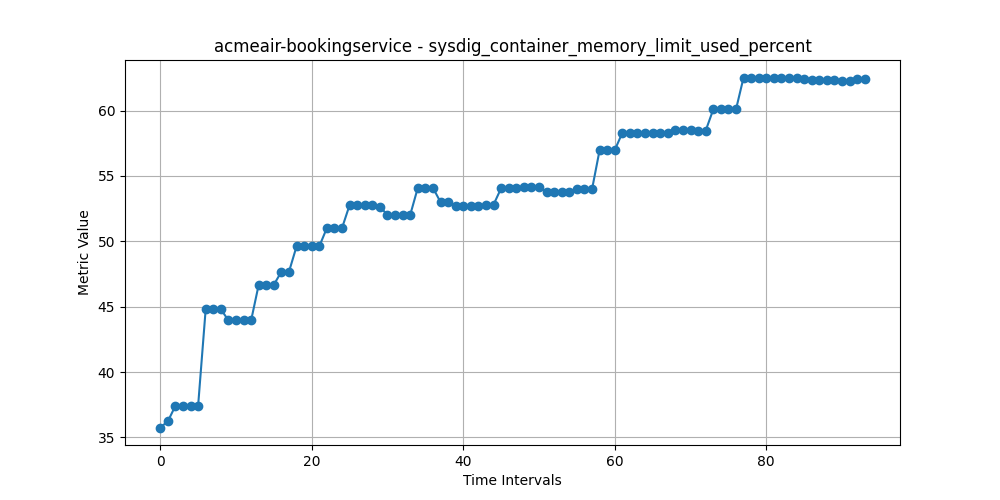 acmeair-bookingservice - sysdig_container_memory_limit_used_percent
Metric Value
60
55
50
45
40
35
0 20 40 60 80
Time Intervals